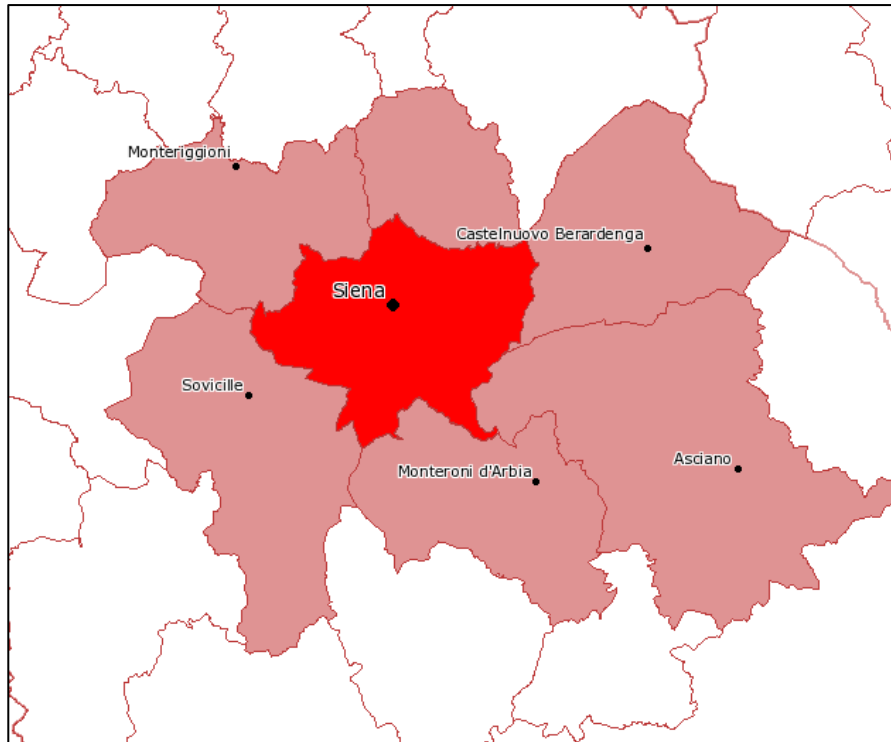 Monteriggioni
Castelnuovo Berardenga
Siena
Sovicille
Asciano
Monteroni d'Arbia